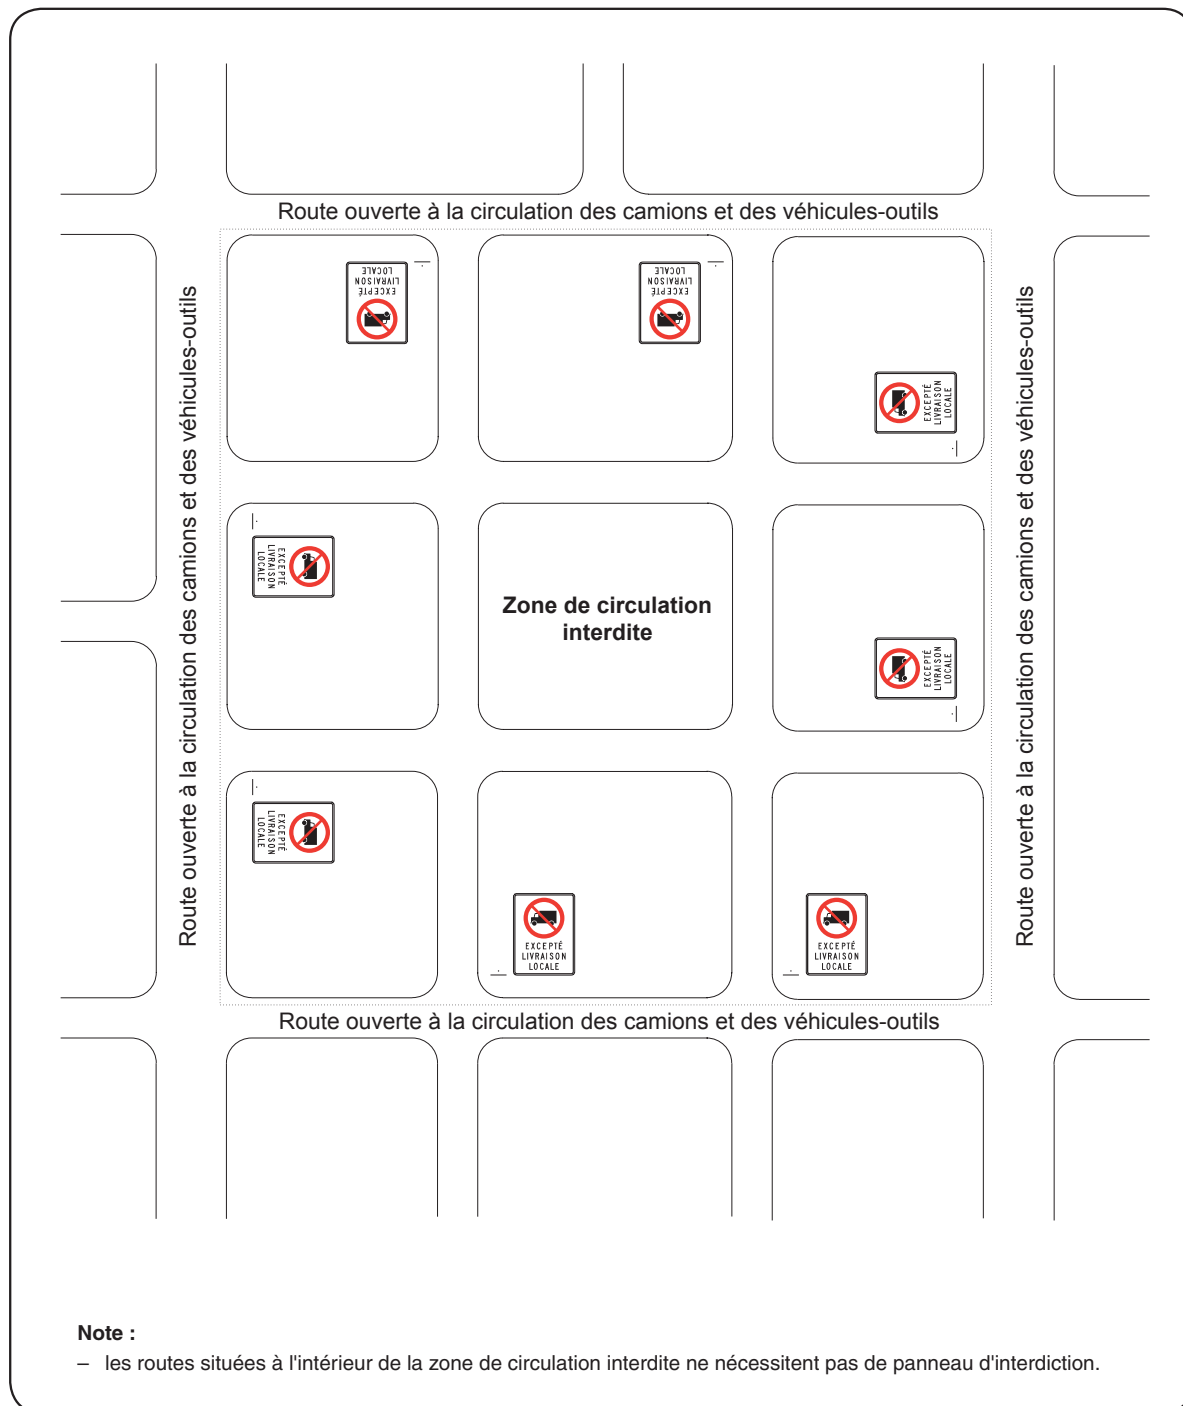 Route ouverte à la circulation des camions et des véhicules-outils
Route ouverte à la circulation des camions et des véhicules-outils
Route ouverte à la circulation des camions et des véhicules-outils
EXCEPTÉ
LIVRAISON
LOCALE
EXCEPTÉ
LIVRAISON
LOCALE
EXCEPTÉ
LIVRAISON
LOCALE
EXCEPTÉ
LIVRAISON
LOCALE
Zone de circulation
interdite
EXCEPTÉ
LIVRAISON
LOCALE
EXCEPTÉ
LIVRAISON
LOCALE
EXCEPTÉ
LIVRAISON
LOCALE
EXCEPTÉ
LIVRAISON
LOCALE
Route ouverte à la circulation des camions et des véhicules-outils
Note :
– les routes situées à l'intérieur de la zone de circulation interdite ne nécessitent pas de panneau d'interdiction.